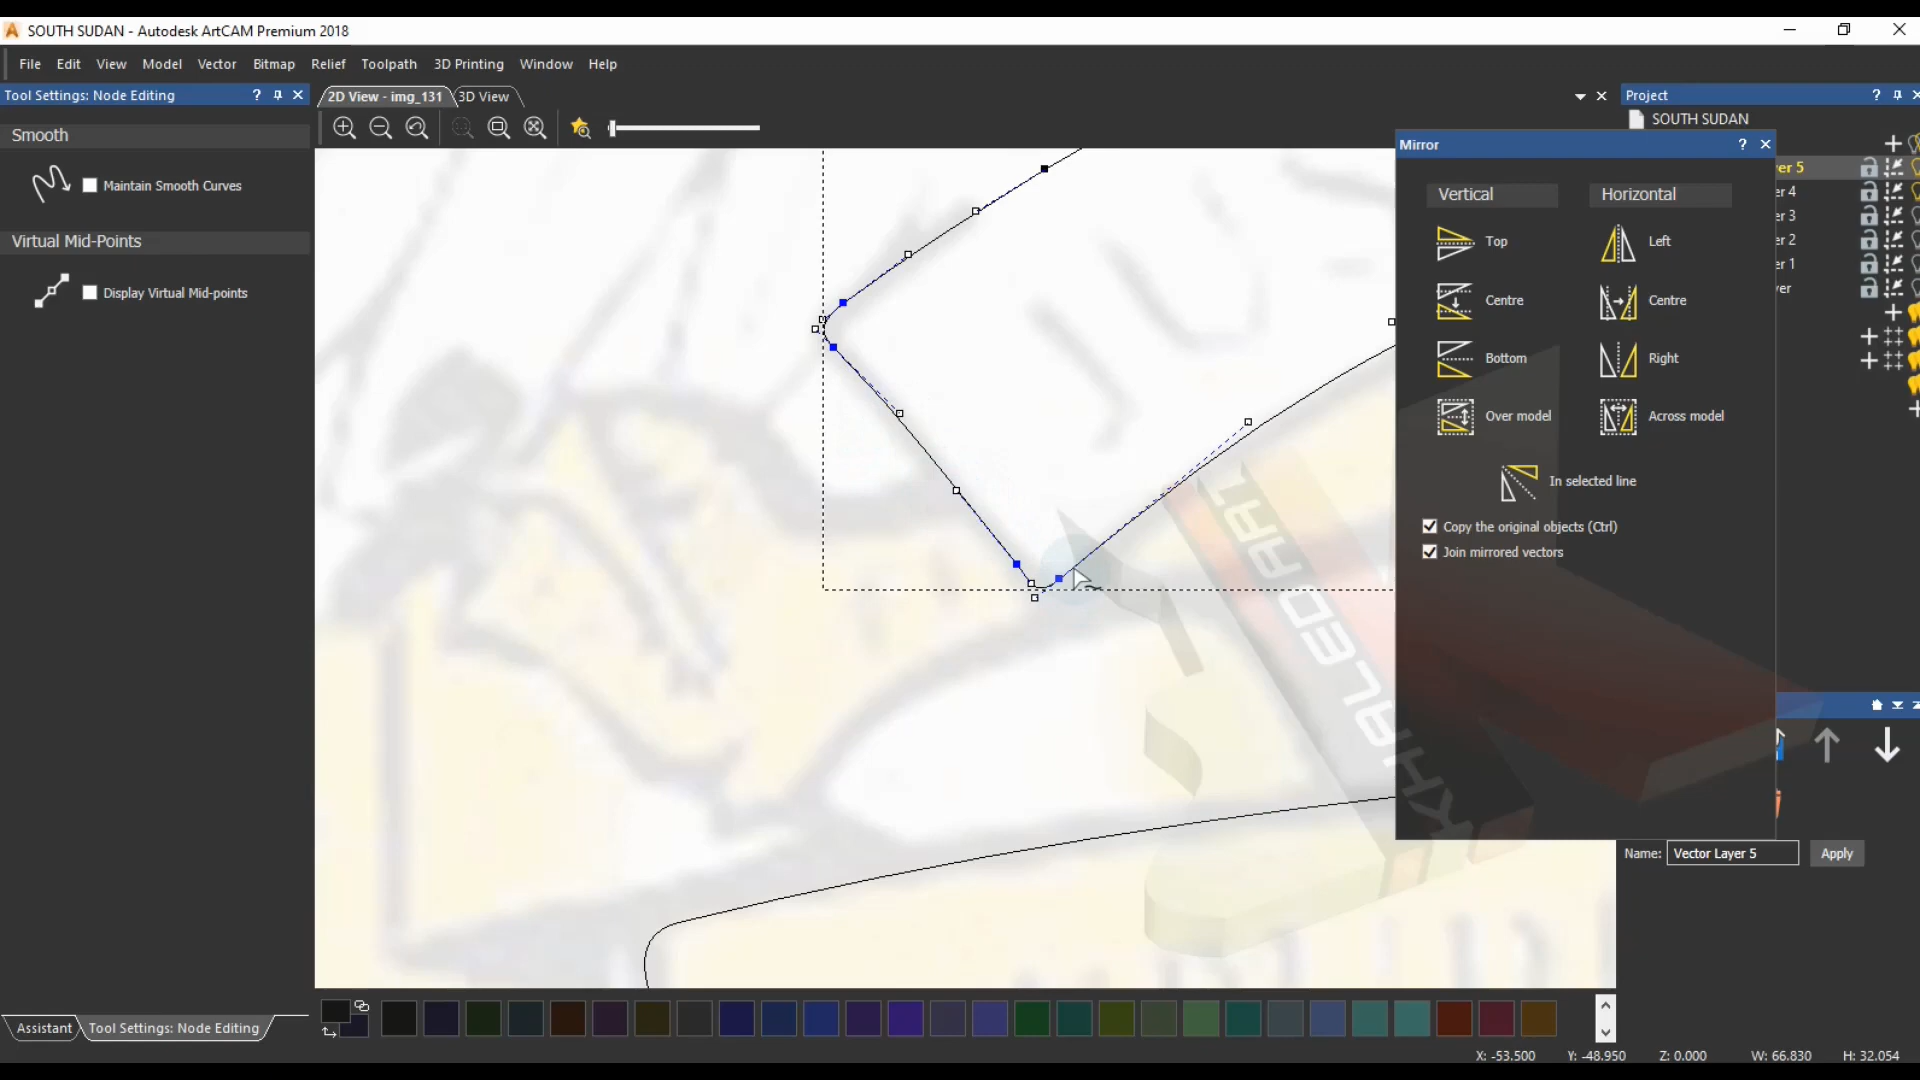 SOUTH SUDAN - Autodesk ArtCAM Premium 2018
File Edit View Model Vector Bitmap Relief Toolpath 3D Printing Window Help
Tool Settings: Node Editing
2D View - img_131
3D View
Project
SOUTH SUDAN
Smooth
Maintain Smooth Curves
Virtual Mid-Points
Display Virtual Mid-points
Mirror
Vertical
Horizontal
Top
Left
Centre
Centre
Bottom
Right
Over model
Across model
In selected line
Copy the original objects (Ctrl)
Join mirrored vectors
er 5
er 4
er 3
er 2
er 1
er
KHALEDART
Name: Vector Layer 5 Apply
Assistant
Tool Settings: Node Editing
X: -53.500 Y: -48.950 Z: 0.000 W: 66.830 H: 32.054